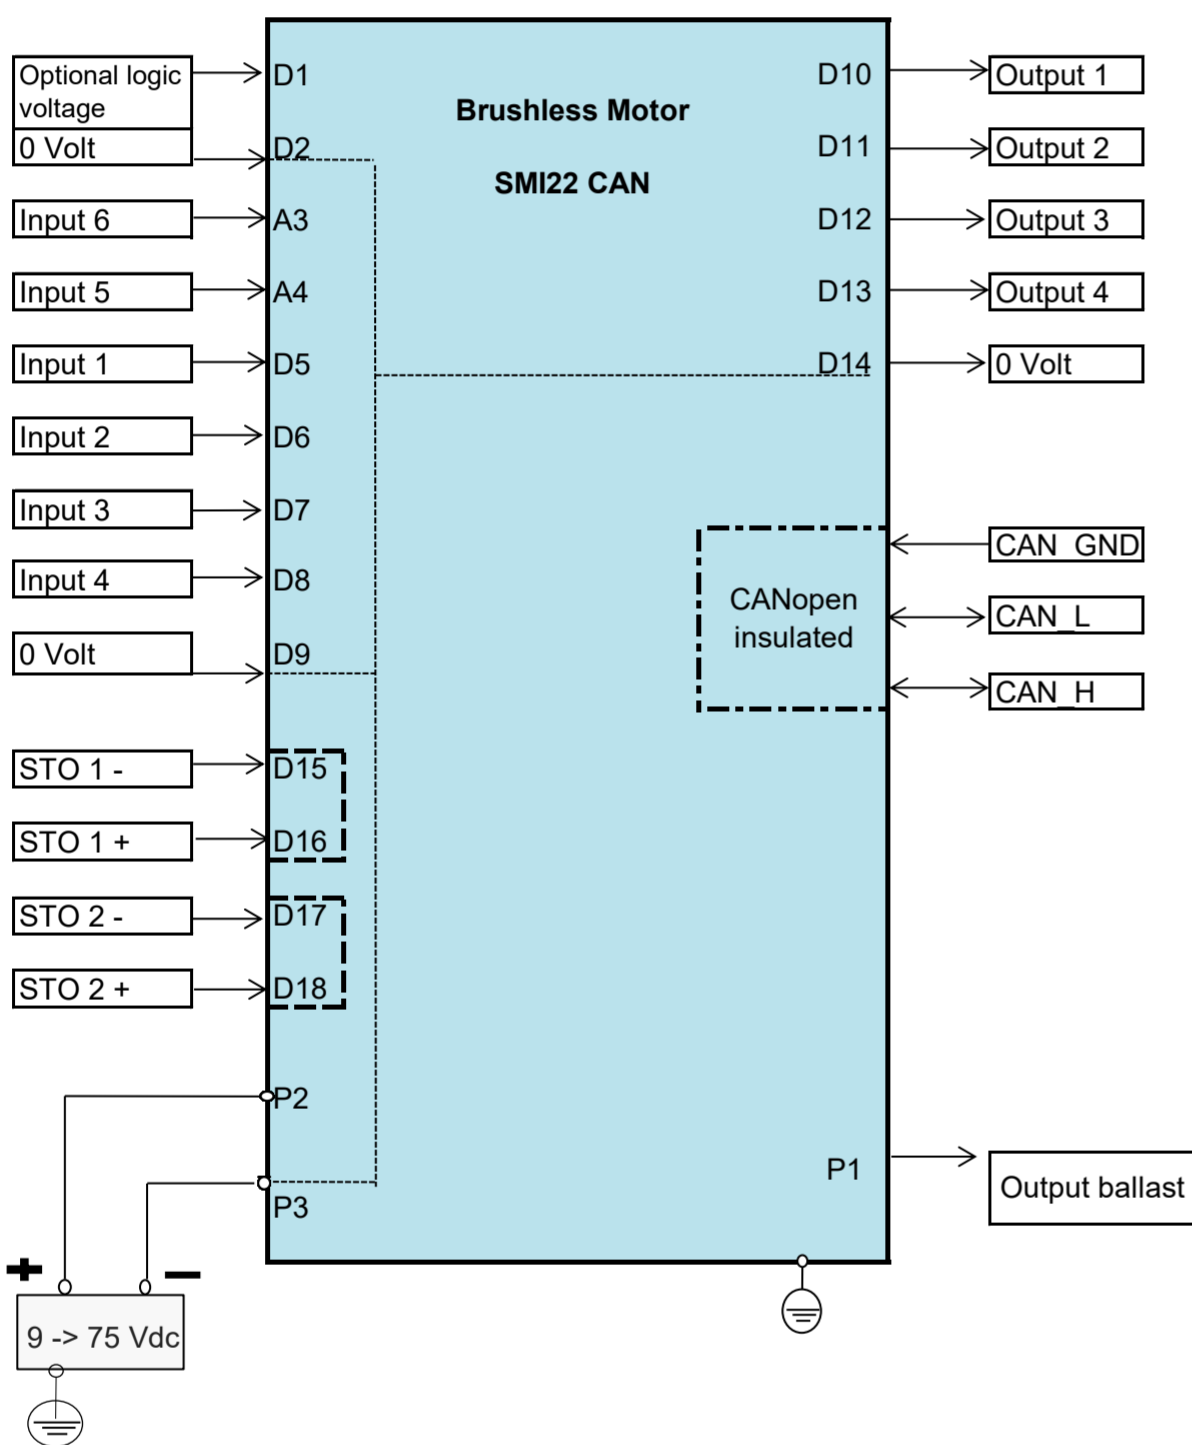 Brushless Motor
SMI22 CAN
Optional logic
voltage
0 Volt
Input 6
Input 5
Input 1
Input 2
Input 3
Input 4
0 Volt
STO 1 -
STO 1 +
STO 2 -
STO 2 +
D1
D2
A3
A4
D5
D6
D7
D8
D9
D15
D16
D17
D18
P2
P3
+
−
9 -> 75 Vdc
D10
D11
D12
D13
D14
CANopen
insulated
P1
Output 1
Output 2
Output 3
Output 4
0 Volt
CAN_GND
CAN_L
CAN_H
Output ballast